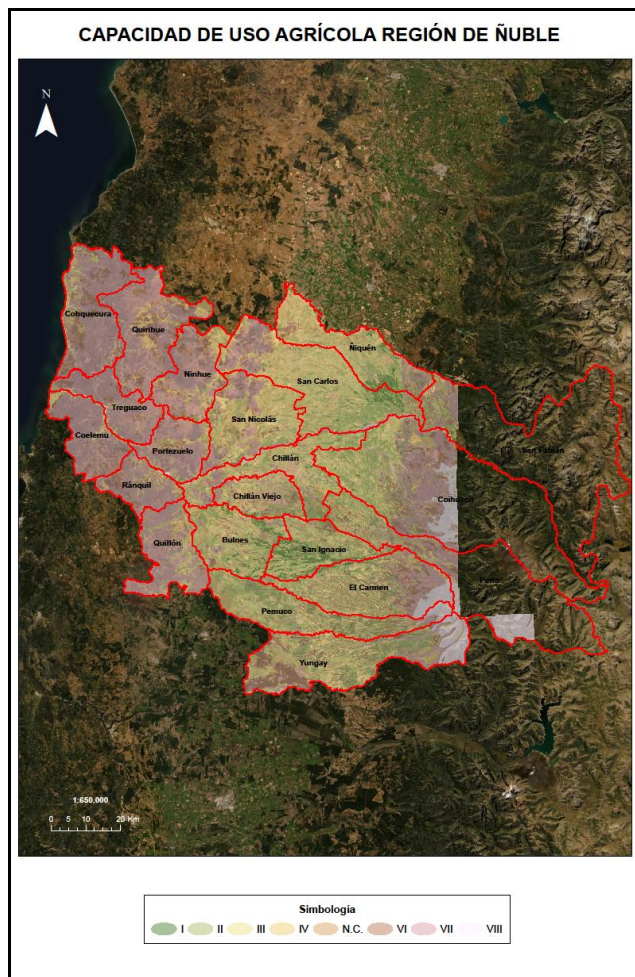 CAPACIDAD DE USO AGRÍCOLA REGIÓN DE ÑUBLE
N
Cobquecura
Quirihue
Ñiquén
Ninhue
San Carlos
Treguaco
San Nicolás
Coelemu
San Fabián
Portezuelo
Chillán
Ránquil
Chillán Viejo
Coihueco
Quillón
Bulnes
San Ignacio
El Carmen
Pinto
Pemuco
Yungay
1:650.000
0 5 10 20 Km
Simbología
I II III IV N.C. VI VII VIII